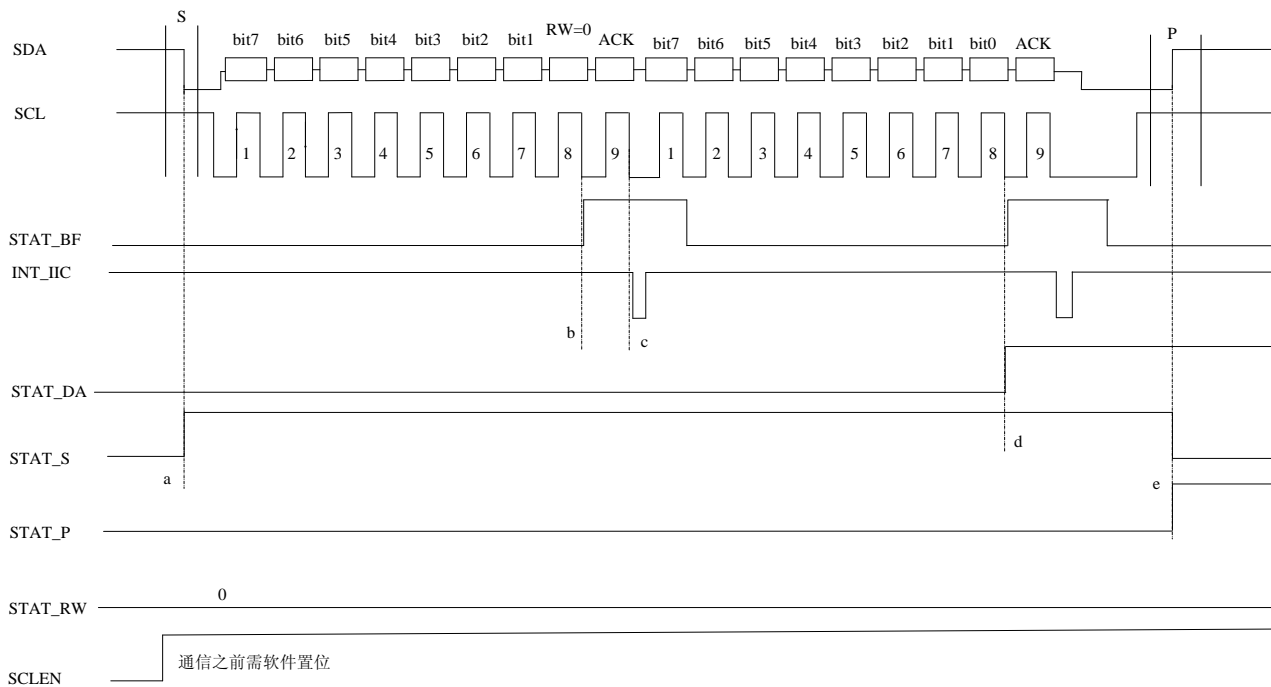 S
P
RW=0
bit7 bit6 bit5 bit4 bit3 bit2 bit1 ACK bit7 bit6 bit5 bit4 bit3 bit2 bit1 bit0 ACK
SDA
SCL
1 2 3 4 5 6 7 8 9 1 2 3 4 5 6 7 8 9
STAT_BF
INT_IIC
b c
STAT_DA
d
STAT_S
a e
STAT_P
0
STAT_RW
通信之前需软件置位
SCLEN